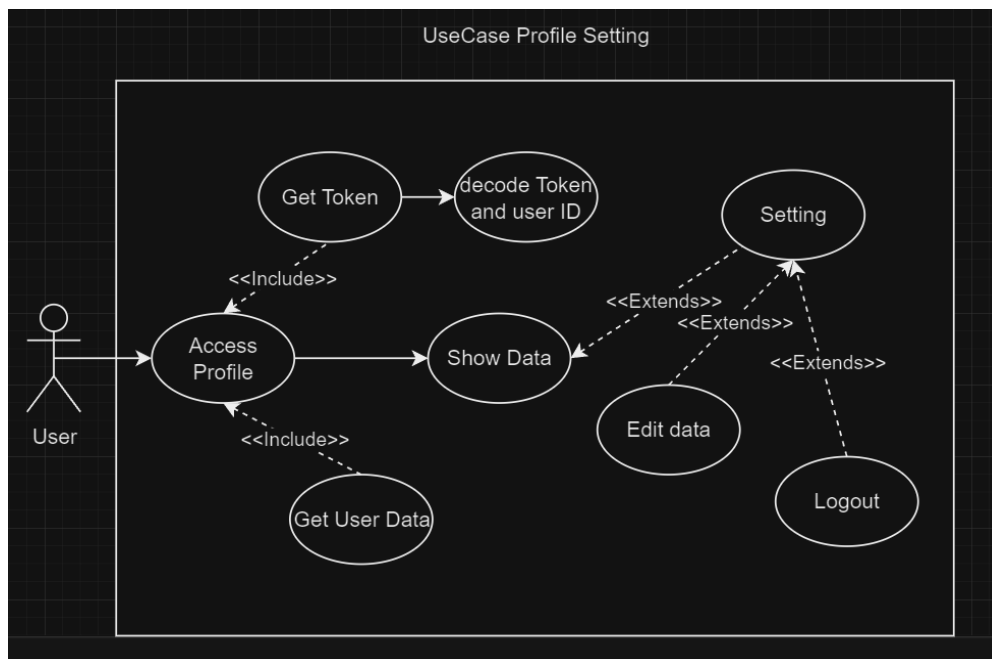 UseCase Profile Setting
Get Token
decode Token
and user ID
Setting
<<Include>>
<<Extends>>
<<Extends>>
Access
Profile
Show Data
<<Extends>>
User
<<Include>>
Edit data
Get User Data
Logout